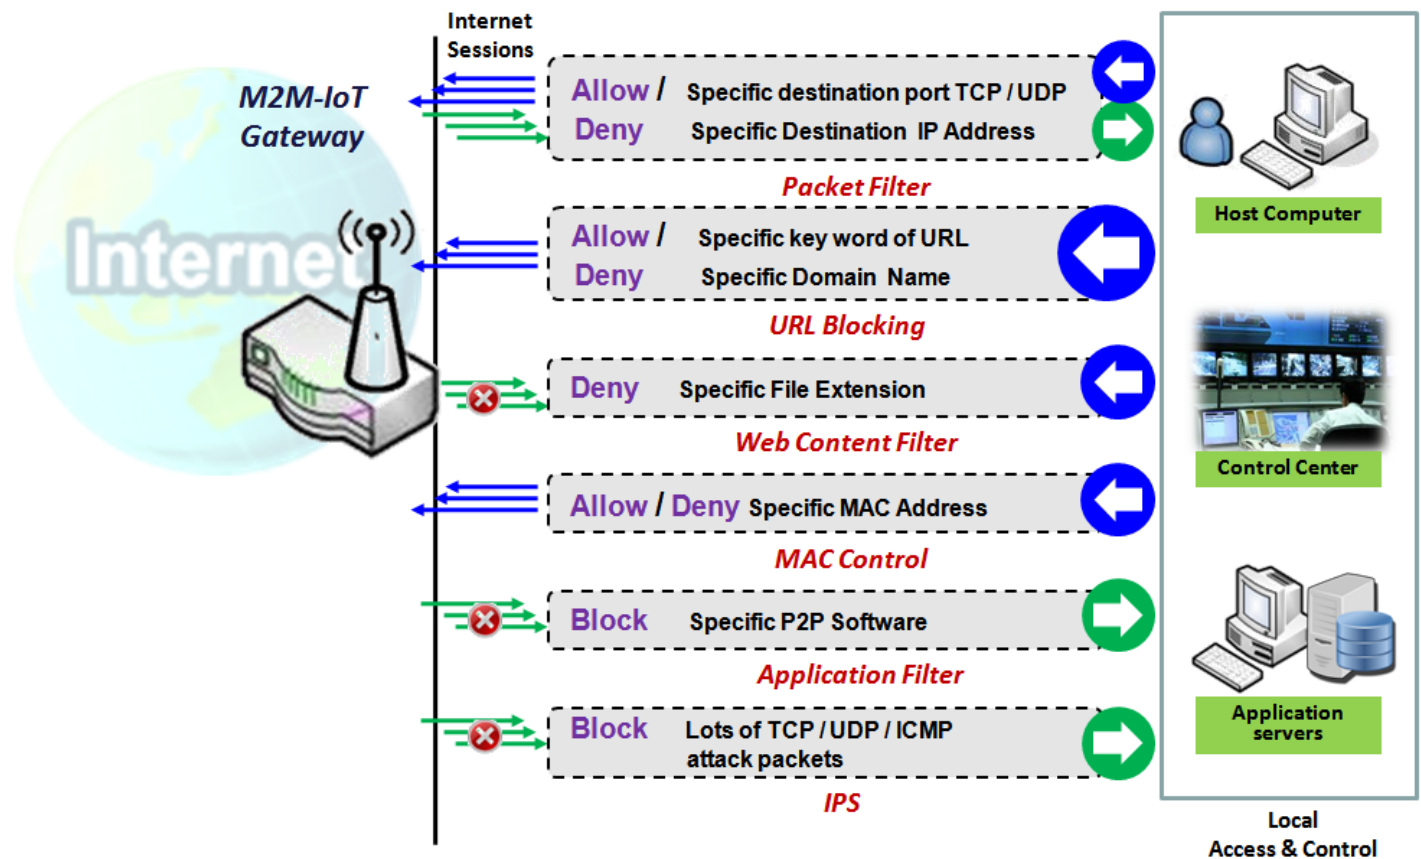 Internet
Sessions
M2M-IoT
Gateway
Internet
Allow / Specific destination port TCP / UDP
Deny Specific Destination IP Address
Packet Filter
Allow / Specific key word of URL
Deny Specific Domain Name
URL Blocking
Deny Specific File Extension
Web Content Filter
Allow / Deny Specific MAC Address
MAC Control
Block Specific P2P Software
Application Filter
Block Lots of TCP / UDP / ICMP
attack packets
IPS
Host Computer
Control Center
Application
servers
Local
Access & Control